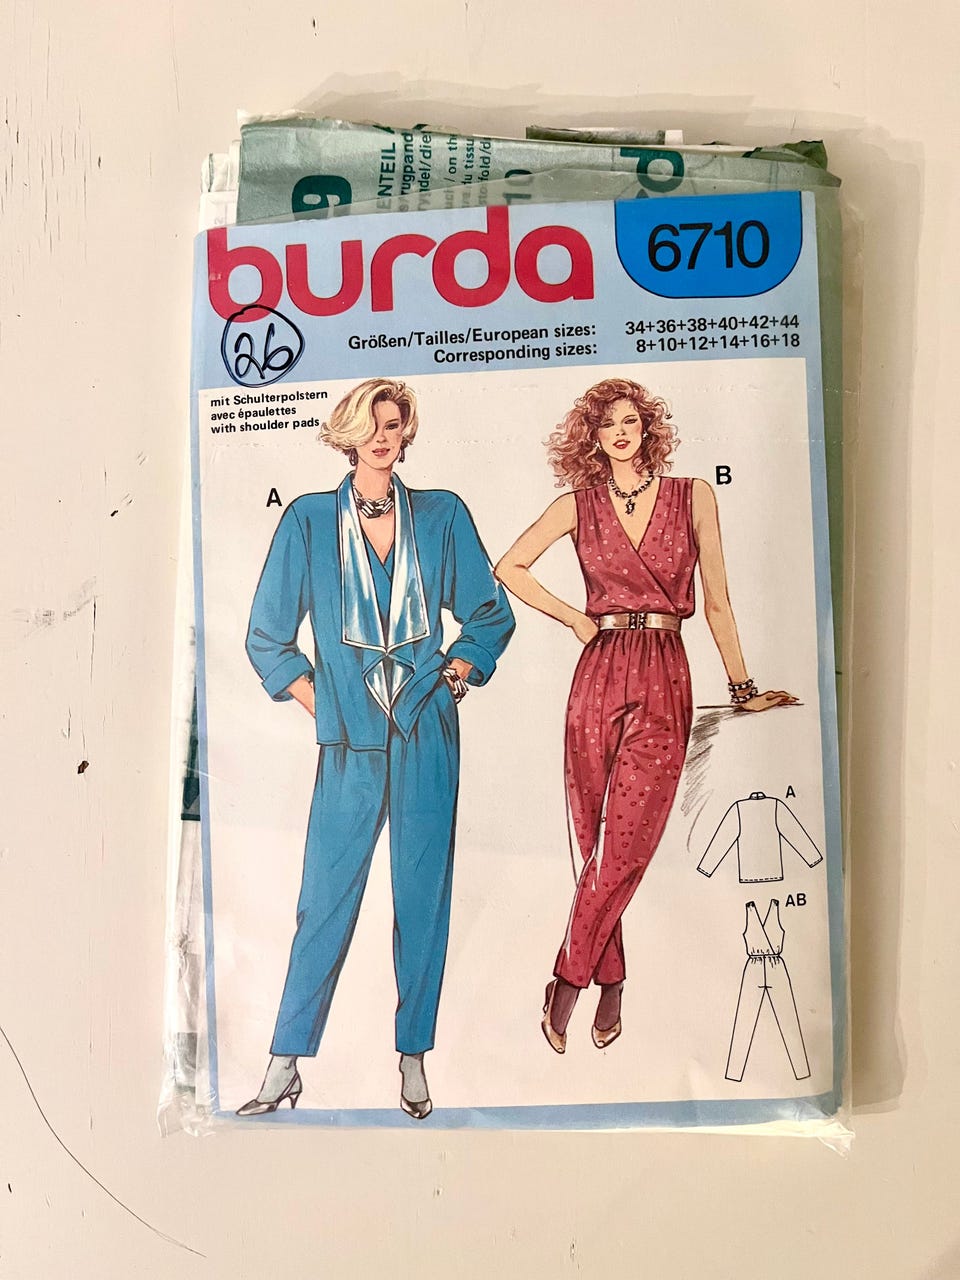 ENTEIL
burda
6710
26
Größen/Tailles/European sizes: 34+36+38+40+42+44
Corresponding sizes: 8+10+12+14+16+18
mit Schulterpolstern
avec épaulettes
with shoulder pads
A
B
A
AB